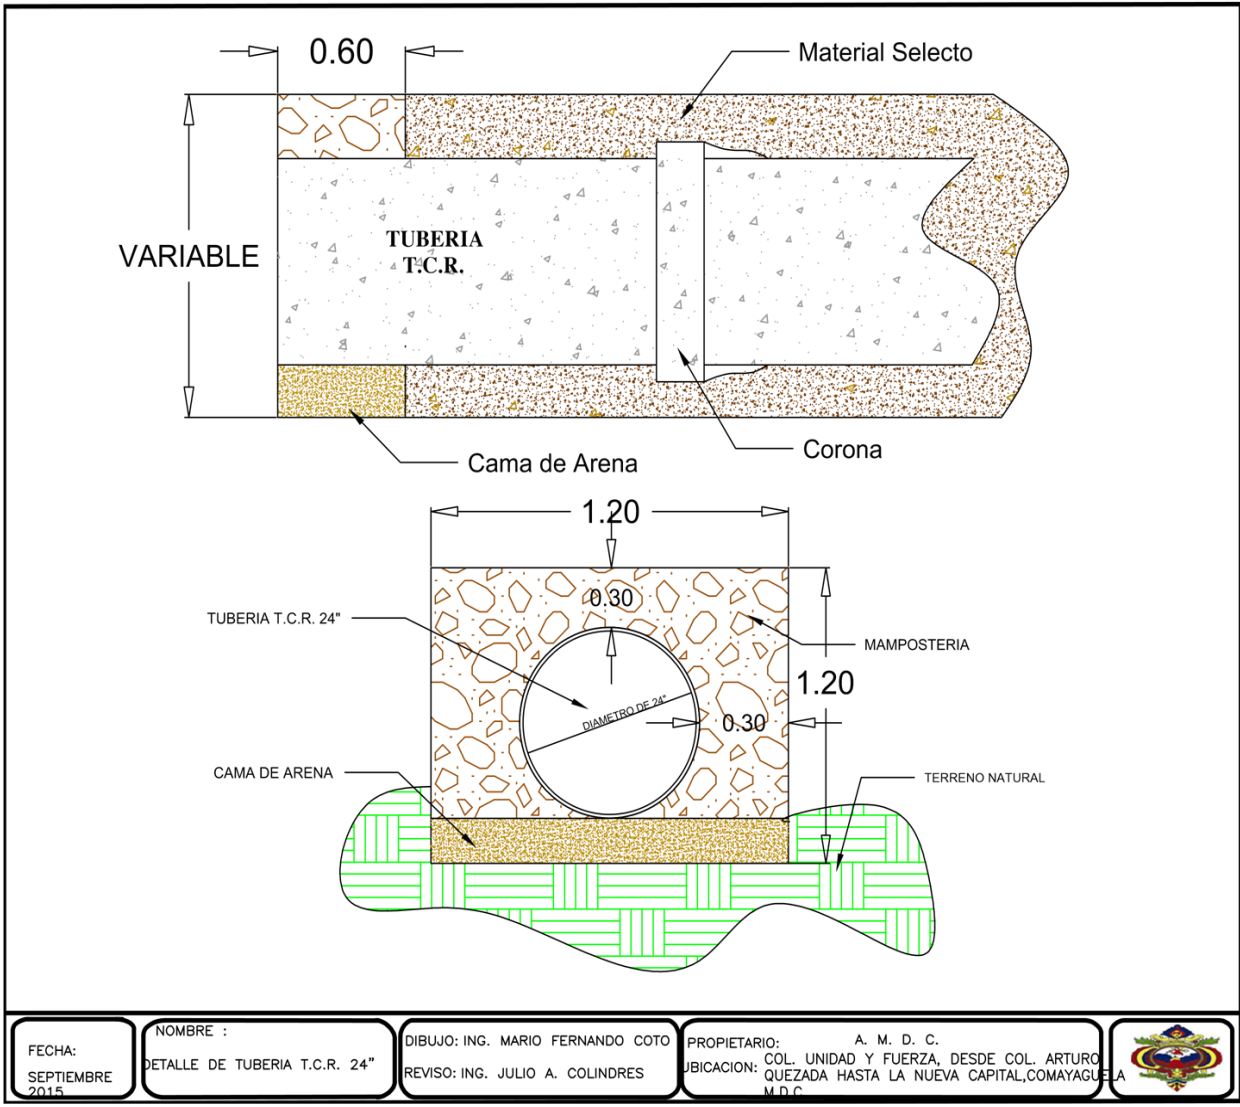 0.60
Material Selecto
VARIABLE
TUBERIA
T.C.R.
Corona
Cama de Arena
1.20
0.30
TUBERIA T.C.R. 24"
MAMPOSTERIA
1.20
DIAMETRO DE 24"
0.30
CAMA DE ARENA
TERRENO NATURAL
FECHA:
SEPTIEMBRE
2015
NOMBRE :
DETALLE DE TUBERIA T.C.R. 24"
DIBUJO: ING. MARIO FERNANDO COTO
REVISO: ING. JULIO A. COLINDRES
PROPIETARIO: A. M. D. C.
UBICACION: COL. UNIDAD Y FUERZA, DESDE COL. ARTURO
QUEZADA HASTA LA NUEVA CAPITAL,COMAYAGUELA
M.D.C.